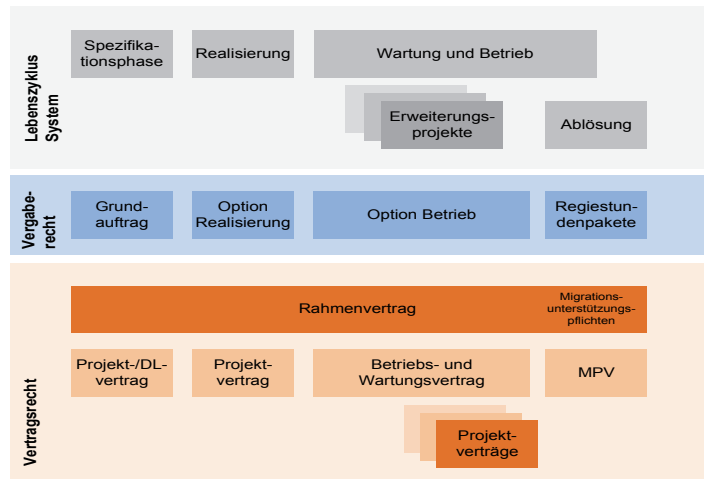 Lebenszyklus
System
Spezifika-
tionsphase
Realisierung
Wartung und Betrieb
Erweiterungs-
projekte
Ablösung
Vergabe-
recht
Grund-
auftrag
Option
Realisierung
Option Betrieb
Regiestun-
denpakete
Vertragsrecht
Rahmenvertrag
Migrations-
unterstützungs-
pflichten
Projekt-/DL-
vertrag
Projekt-
vertrag
Betriebs- und
Wartungsvertrag
MPV
Projekt-
verträge